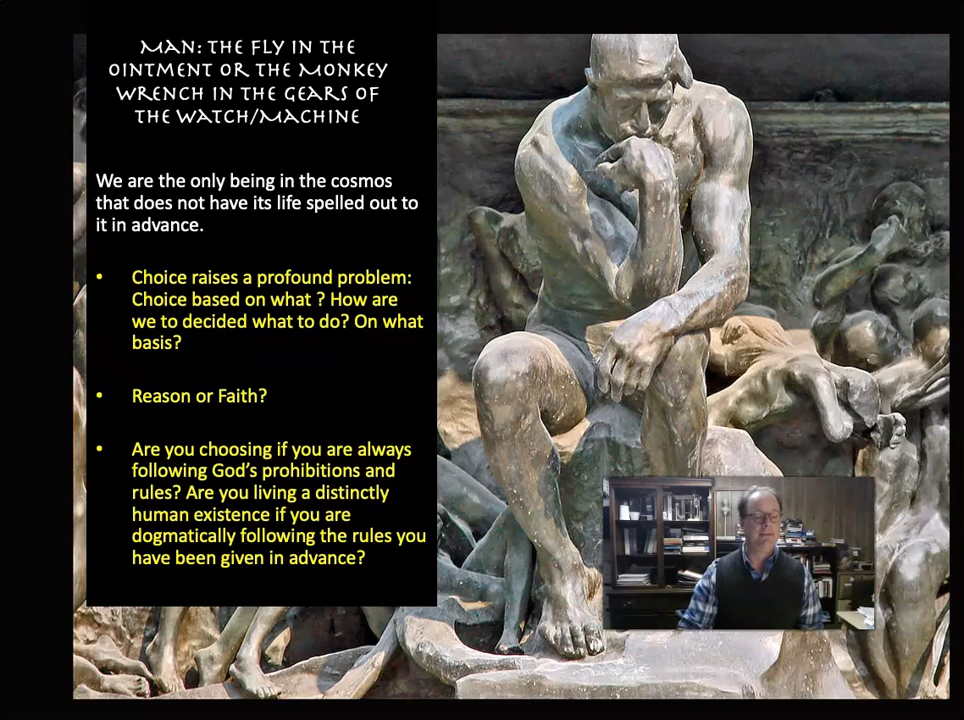 Man: The Fly in the
Ointment or the Monkey
Wrench in the Gears of
the Watch/Machine
We are the only being in the cosmos
that does not have its life spelled out to
it in advance.
• Choice raises a profound problem:
Choice based on what ? How are
we to decided what to do? On what
basis?
• Reason or Faith?
• Are you choosing if you are always
following God's prohibitions and
rules? Are you living a distinctly
human existence if you are
dogmatically following the rules you
have been given in advance?